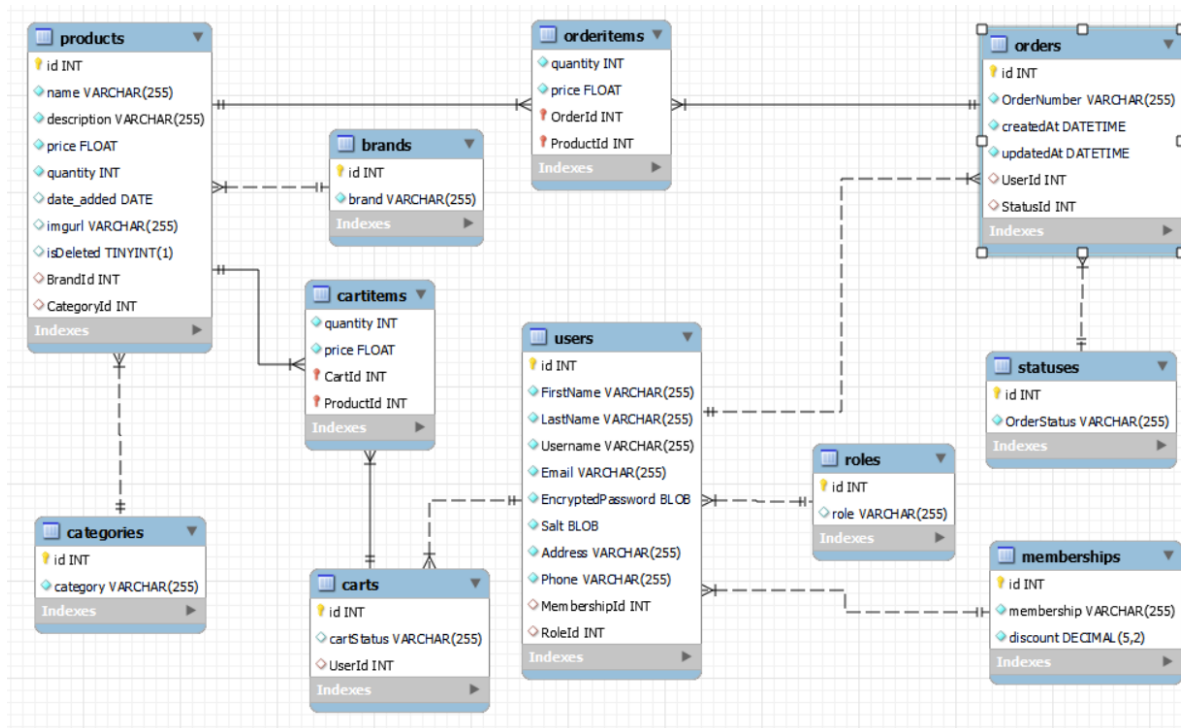 products
id INT
name VARCHAR(255)
description VARCHAR(255)
price FLOAT
quantity INT
date_added DATE
imgurl VARCHAR(255)
isDeleted TINYINT(1)
BrandId INT
CategoryId INT
Indexes
orderitems
quantity INT
price FLOAT
OrderId INT
ProductId INT
Indexes
orders
id INT
OrderNumber VARCHAR(255)
createdAt DATETIME
updatedAt DATETIME
UserId INT
StatusId INT
Indexes
brands
id INT
brand VARCHAR(255)
Indexes
cartitems
quantity INT
price FLOAT
CartId INT
ProductId INT
Indexes
users
id INT
FirstName VARCHAR(255)
LastName VARCHAR(255)
Username VARCHAR(255)
Email VARCHAR(255)
EncryptedPassword BLOB
Salt BLOB
Address VARCHAR(255)
Phone VARCHAR(255)
MembershipId INT
RoleId INT
Indexes
statuses
id INT
OrderStatus VARCHAR(255)
Indexes
roles
id INT
role VARCHAR(255)
Indexes
categories
id INT
category VARCHAR(255)
Indexes
carts
id INT
cartStatus VARCHAR(255)
UserId INT
Indexes
memberships
id INT
membership VARCHAR(255)
discount DECIMAL(5,2)
Indexes